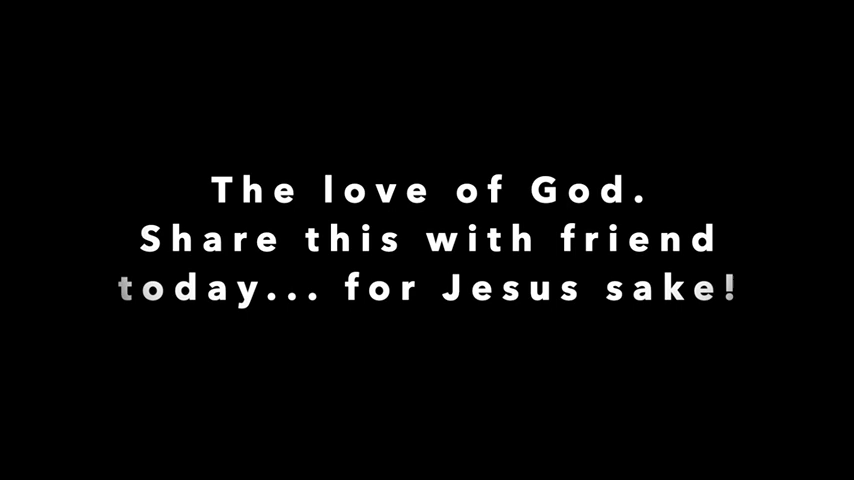 The love of God.
Share this with friend
today... for Jesus sake!